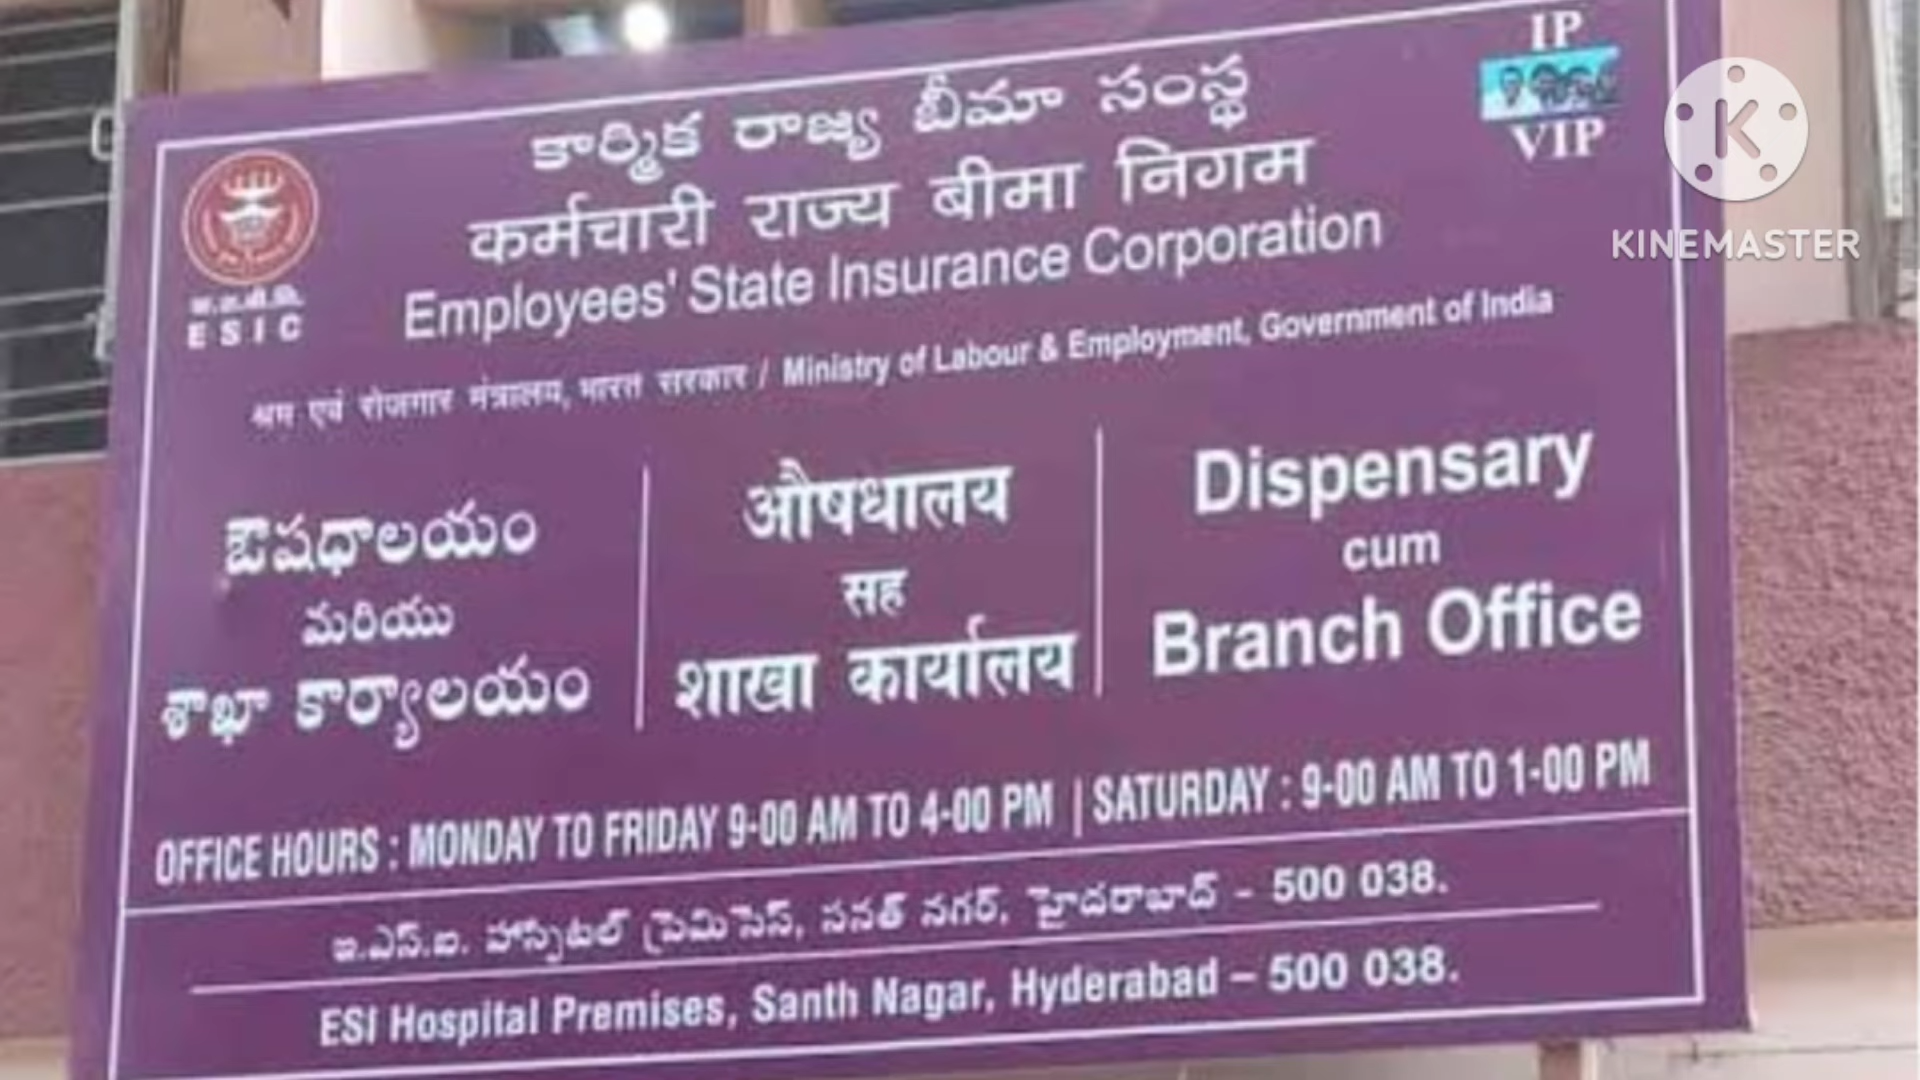 IP
VIP
KINEMASTER
కార్మిక రాజ్య బీమా సంస్థ
कर्मचारी राज्य बीमा निगम
Employees' State Insurance Corporation
क.रा.बी.नि.
ESIC
श्रम एवं रोजगार मंत्रालय, भारत सरकार / Ministry of Labour & Employment, Government of India
ఔషధాలయం
మరియు
శాఖా కార్యాలయం
औषधालय
सह
शाखा कार्यालय
Dispensary
cum
Branch Office
OFFICE HOURS : MONDAY TO FRIDAY 9-00 AM TO 4-00 PM | SATURDAY : 9-00 AM TO 1-00 PM
ఇ.ఎస్.ఐ. హాస్పిటల్ ప్రెమిసెస్, సనత్ నగర్, హైదరాబాద్ - 500 038.
ESI Hospital Premises, Santh Nagar, Hyderabad – 500 038.